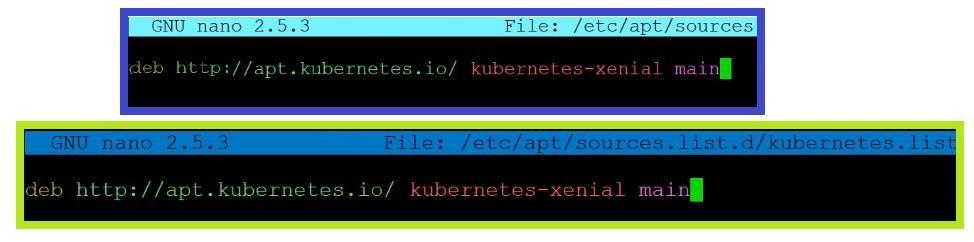 GNU nano 2.5.3 File: /etc/apt/sources
deb http://apt.kubernetes.io/ kubernetes-xenial main
GNU nano 2.5.3 File: /etc/apt/sources.list.d/kubernetes.list
deb http://apt.kubernetes.io/ kubernetes-xenial main